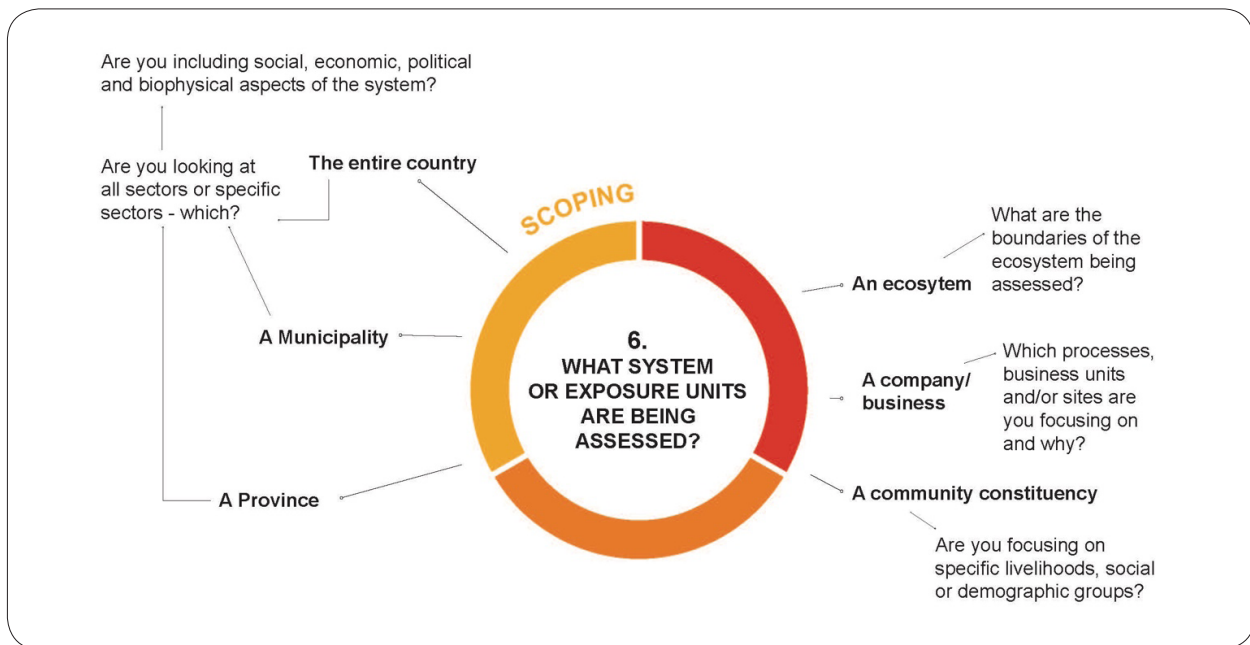 Are you including social, economic, political
and biophysical aspects of the system?
Are you looking at
all sectors or specific
sectors - which?
The entire country
A Municipality
A Province
SCOPING
6.
WHAT SYSTEM
OR EXPOSURE UNITS
ARE BEING
ASSESSED?
An ecosytem
What are the
boundaries of the
ecosystem being
assessed?
A company/
business
Which processes,
business units
and/or sites are
you focusing on
and why?
A community constituency
Are you focusing on
specific livelihoods, social
or demographic groups?